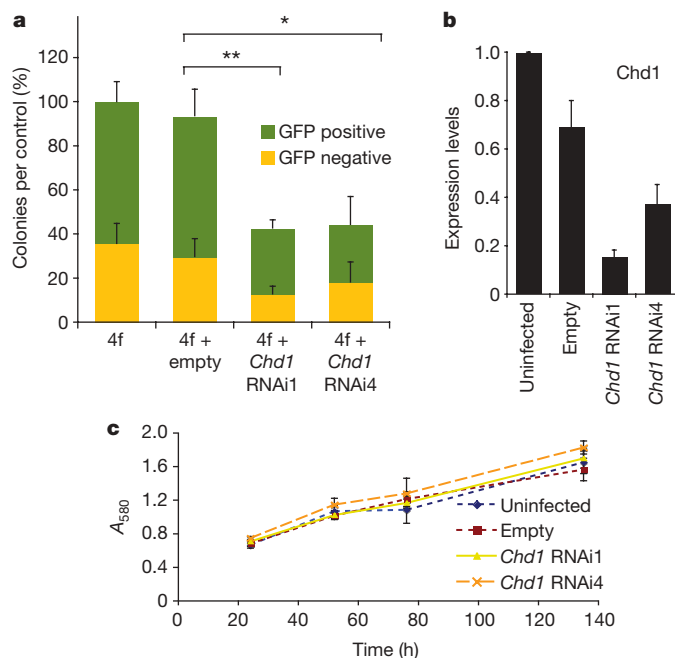 a
*
**
120
100
80
60
40
20
0
Colonies per control (%)
GFP positive
GFP negative
4f
4f +
empty
4f +
Chd1
RNAi1
4f +
Chd1
RNAi4
b
Chd1
1.0
0.8
0.6
0.4
0.2
0
Expression levels
Uninfected
Empty
Chd1 RNAi1
Chd1 RNAi4
c
2.0
1.6
1.2
0.8
0.4
0
A580
0
20
40
60
80
100
120
140
Time (h)
Uninfected
Empty
Chd1 RNAi1
Chd1 RNAi4